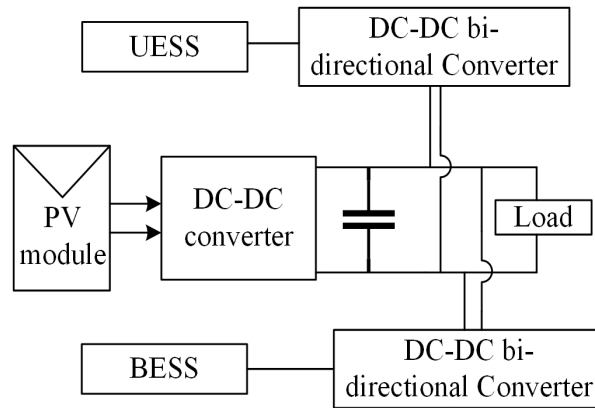 UESS
DC-DC bi-
directional Converter
PV
module
DC-DC
converter
Load
BESS
DC-DC bi-
directional Converter